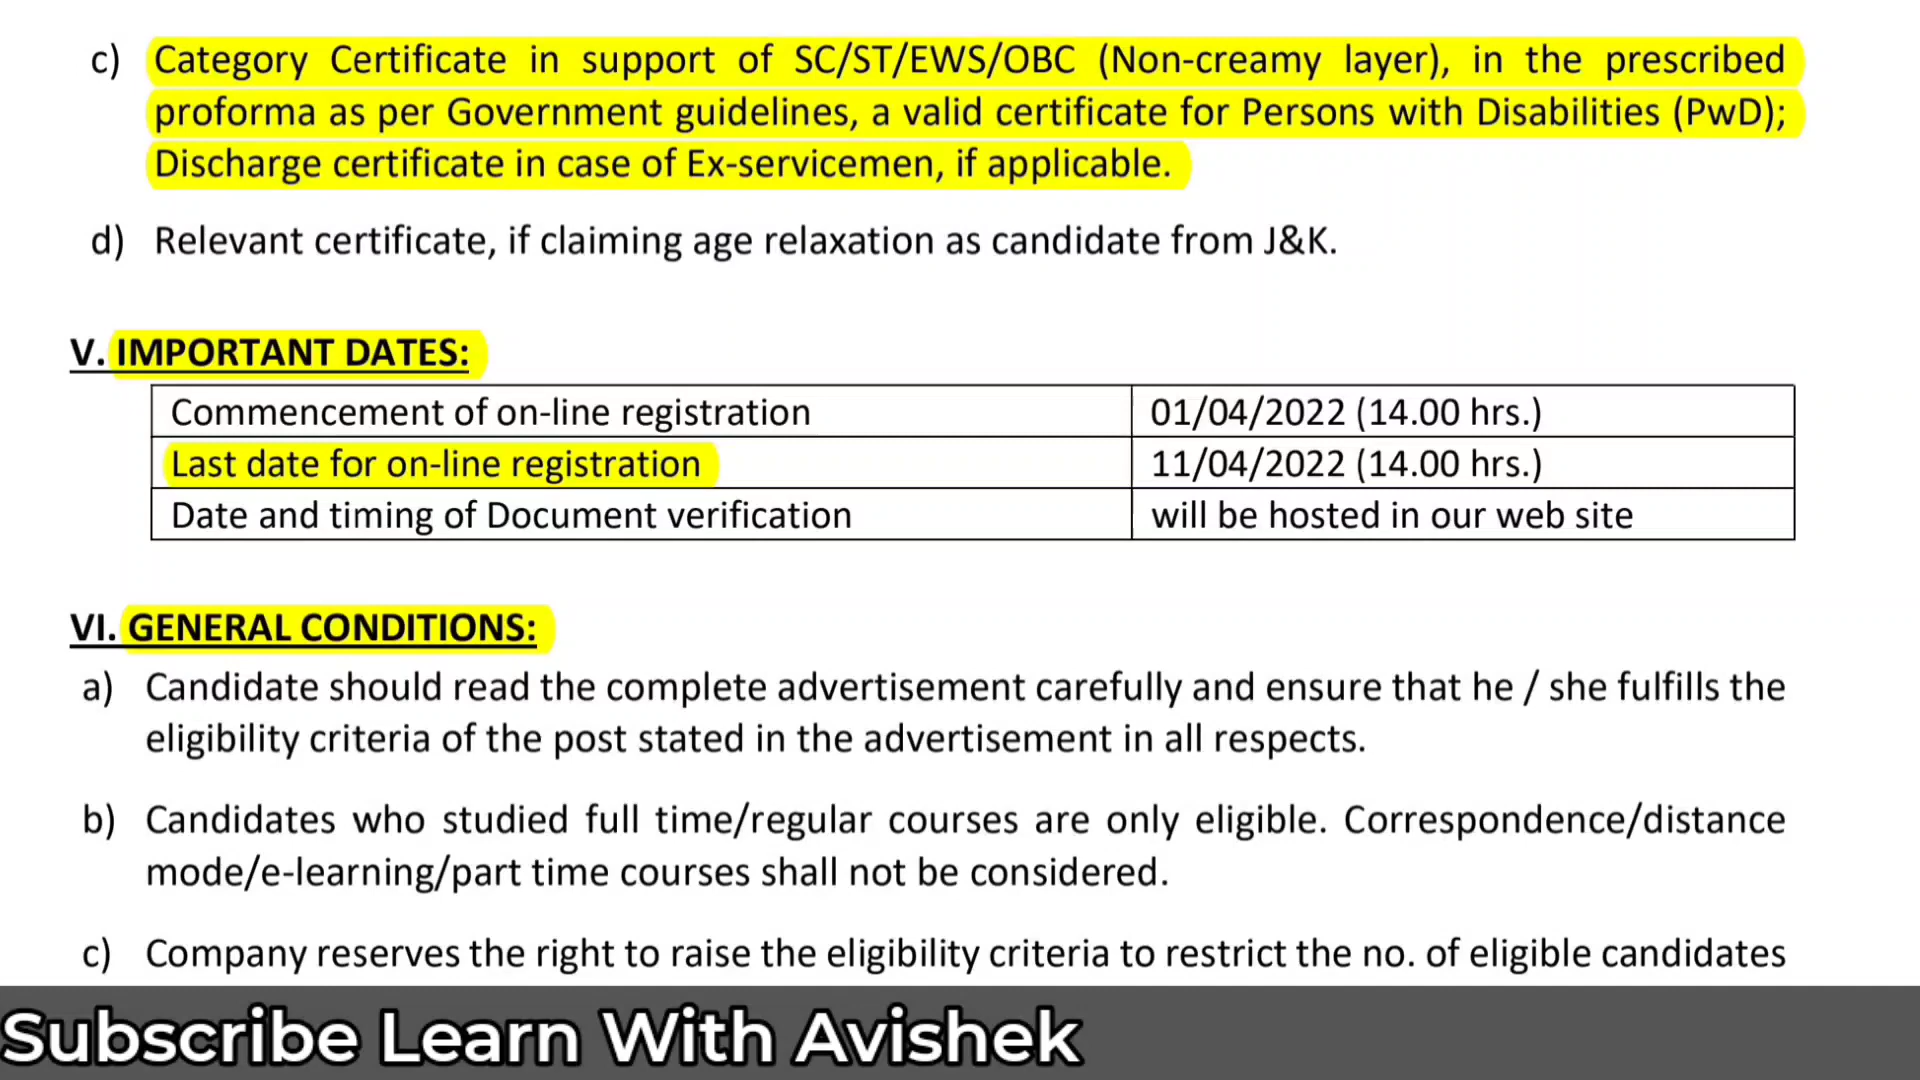 c) Category Certificate in support of SC/ST/EWS/OBC (Non-creamy layer), in the prescribed
proforma as per Government guidelines, a valid certificate for Persons with Disabilities (PwD);
Discharge certificate in case of Ex-servicemen, if applicable.
d) Relevant certificate, if claiming age relaxation as candidate from J&K.
V. IMPORTANT DATES:
Commencement of on-line registration 01/04/2022 (14.00 hrs.)
Last date for on-line registration 11/04/2022 (14.00 hrs.)
Date and timing of Document verification will be hosted in our web site
VI. GENERAL CONDITIONS:
a) Candidate should read the complete advertisement carefully and ensure that he / she fulfills the
eligibility criteria of the post stated in the advertisement in all respects.
b) Candidates who studied full time/regular courses are only eligible. Correspondence/distance
mode/e-learning/part time courses shall not be considered.
c) Company reserves the right to raise the eligibility criteria to restrict the no. of eligible candidates
Subscribe Learn With Avishek